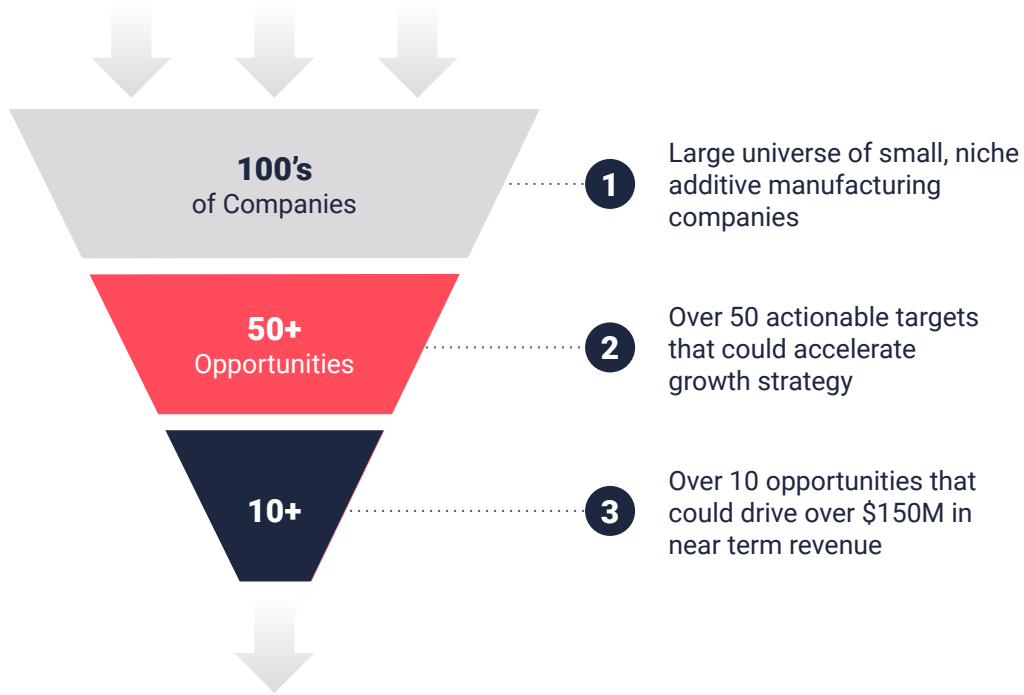 100’s
of Companies
1
Large universe of small, niche
additive manufacturing
companies
50+
Opportunities
2
Over 50 actionable targets
that could accelerate
growth strategy
10+
3
Over 10 opportunities that
could drive over $150M in
near term revenue